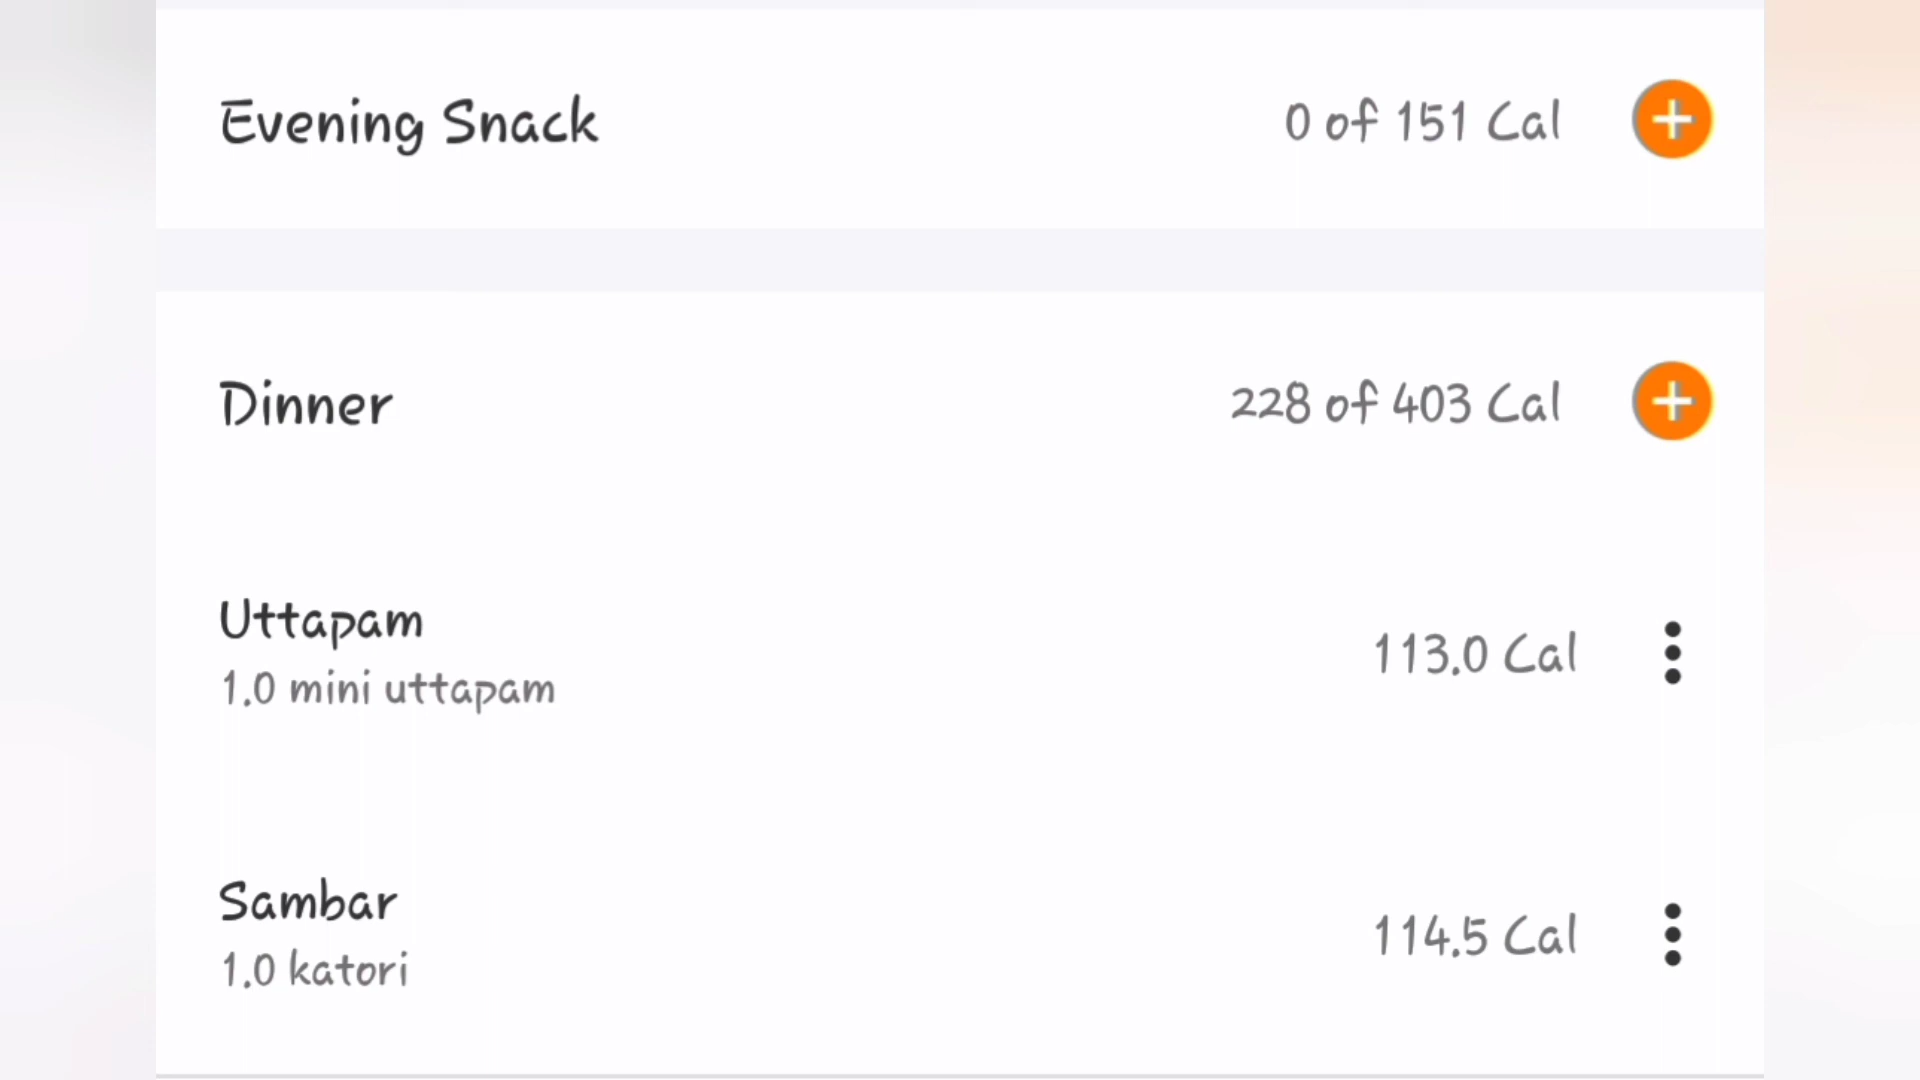 Evening Snack 0 of 151 Cal
Dinner 228 of 403 Cal
Uttapam 113.0 Cal
1.0 mini uttapam
Sambar 114.5 Cal
1.0 katori